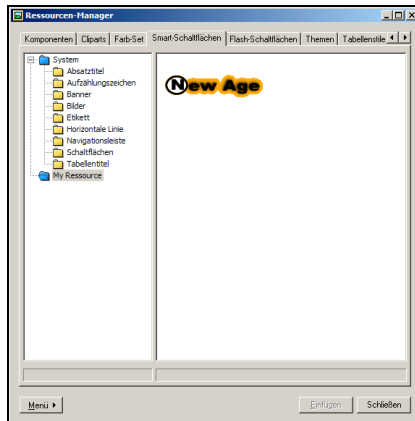 Ressourcen-Manager
Komponenten Cliparts Farb-Set Smart-Schaltflächen Flash-Schaltflächen Themen Tabellenstile
System
Absatztitel
Aufzählungszeichen
Banner
Bilder
Etikett
Horizontale Linie
Navigationsleiste
Schaltflächen
Tabellentitel
My Ressource
New Age
Menü Einfügen Schließen